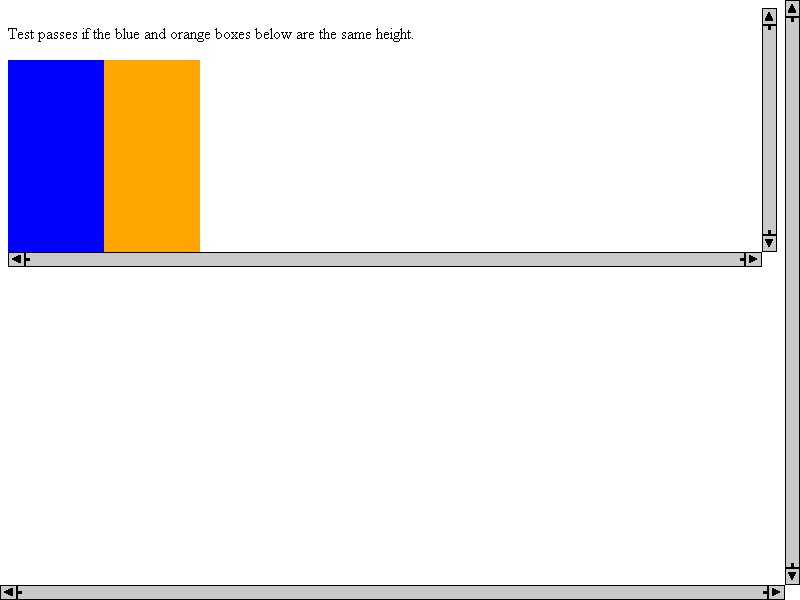 Test passes if the blue and orange boxes below are the same height.